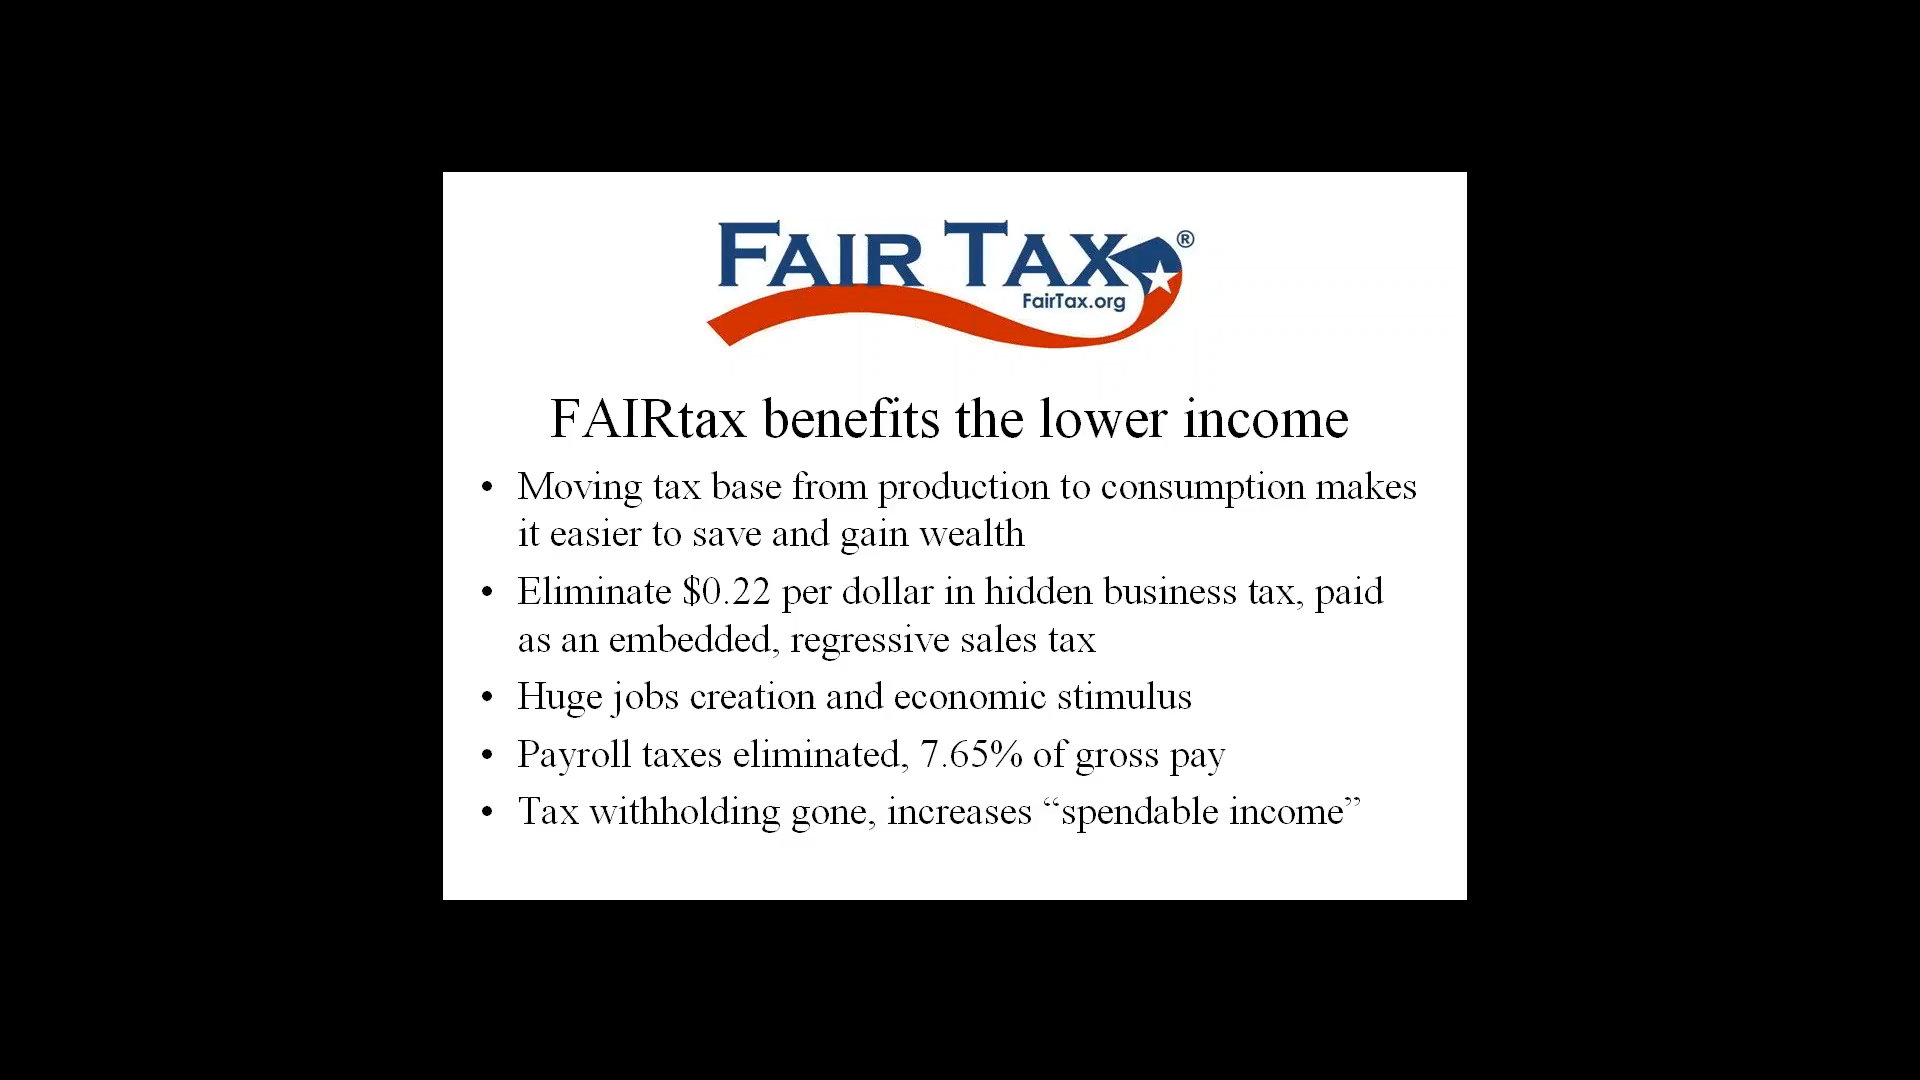 FAIR TAX®
FairTax.org
FAIRtax benefits the lower income
• Moving tax base from production to consumption makes
it easier to save and gain wealth
• Eliminate $0.22 per dollar in hidden business tax, paid
as an embedded, regressive sales tax
• Huge jobs creation and economic stimulus
• Payroll taxes eliminated, 7.65% of gross pay
• Tax withholding gone, increases “spendable income”